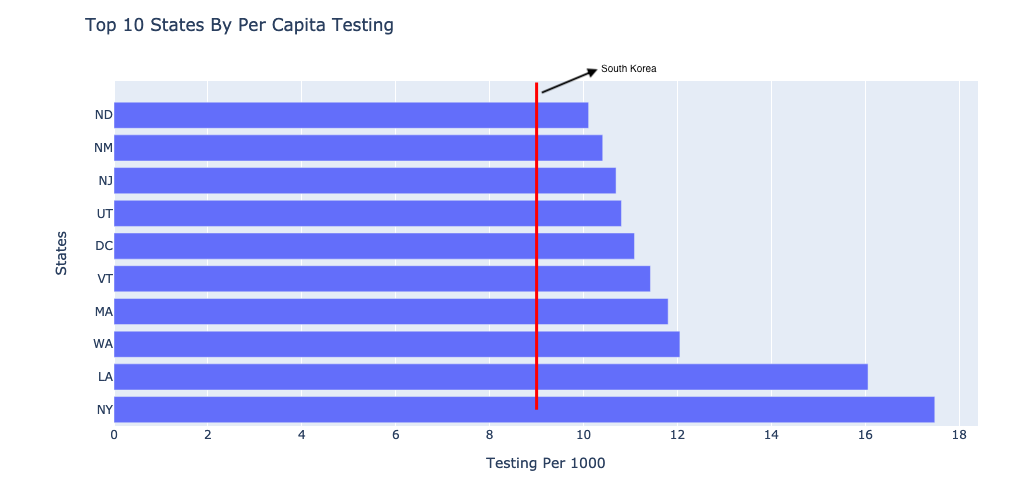 Top 10 States By Per Capita Testing
South Korea
ND
NM
NJ
UT
DC
VT
MA
WA
LA
NY
States
0 2 4 6 8 10 12 14 16 18
Testing Per 1000